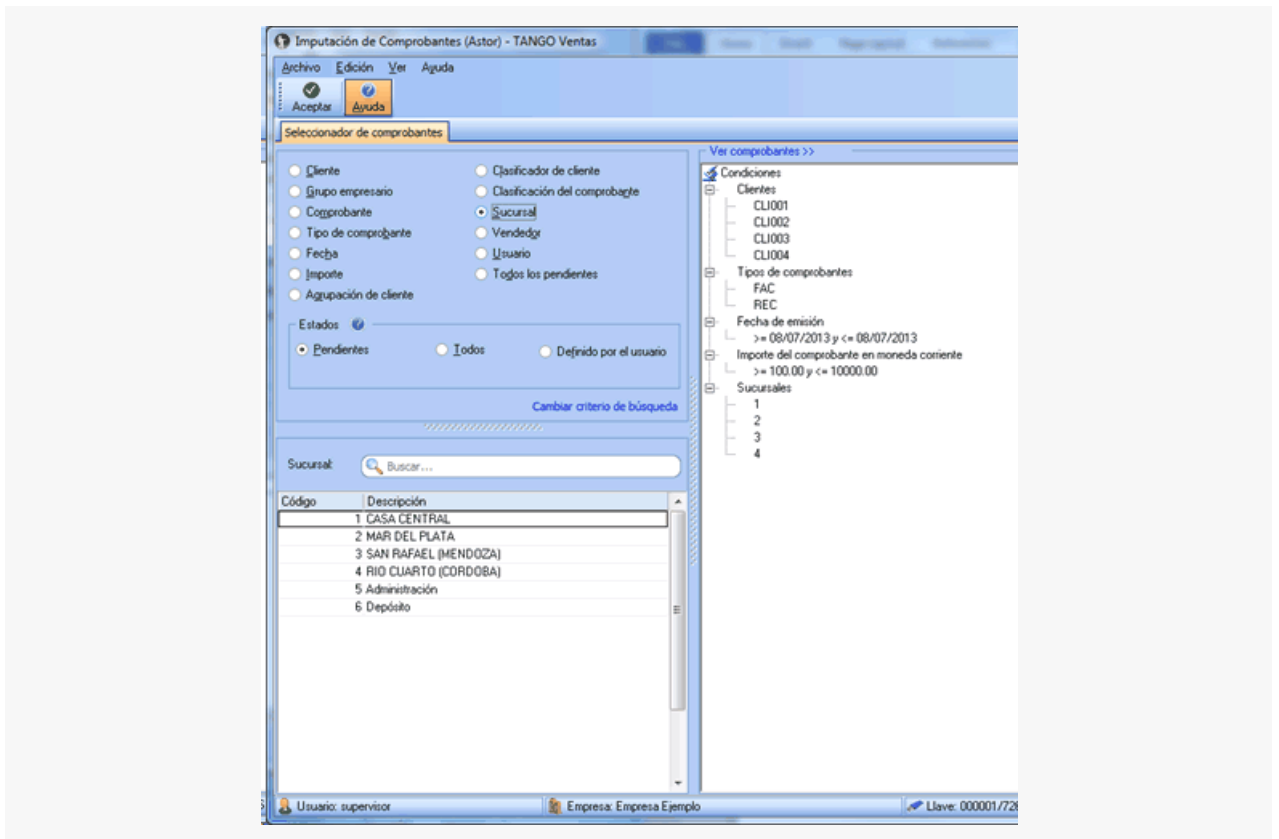 Imputación de Comprobantes (Astor) - TANGO Ventas
Archivo Edición Ver Ayuda
Aceptar Ayuda
Seleccionador de comprobantes
Cliente
Grupo empresario
Comprobante
Tipo de comprobante
Fecha
Importe
Agrupación de cliente
Clasificador de cliente
Clasificación del comprobante
Sucursal
Vendedor
Usuario
Todos los pendientes
Estados
Pendientes Todos Definido por el usuario
Cambiar criterio de búsqueda
Sucursal: Buscar...
Código Descripción
1 CASA CENTRAL
2 MAR DEL PLATA
3 SAN RAFAEL (MENDOZA)
4 RIO CUARTO (CORDOBA)
5 Administración
6 Depósito
Ver comprobantes >>
Condiciones
Clientes
CLI001
CLI002
CLI003
CLI004
Tipos de comprobantes
FAC
REC
Fecha de emisión
>= 08/07/2013 y <= 08/07/2013
Importe del comprobante en moneda corriente
>= 100.00 y <= 10000.00
Sucursales
1
2
3
4
Usuario: supervisor Empresa: Empresa Ejemplo Llave: 000001/726